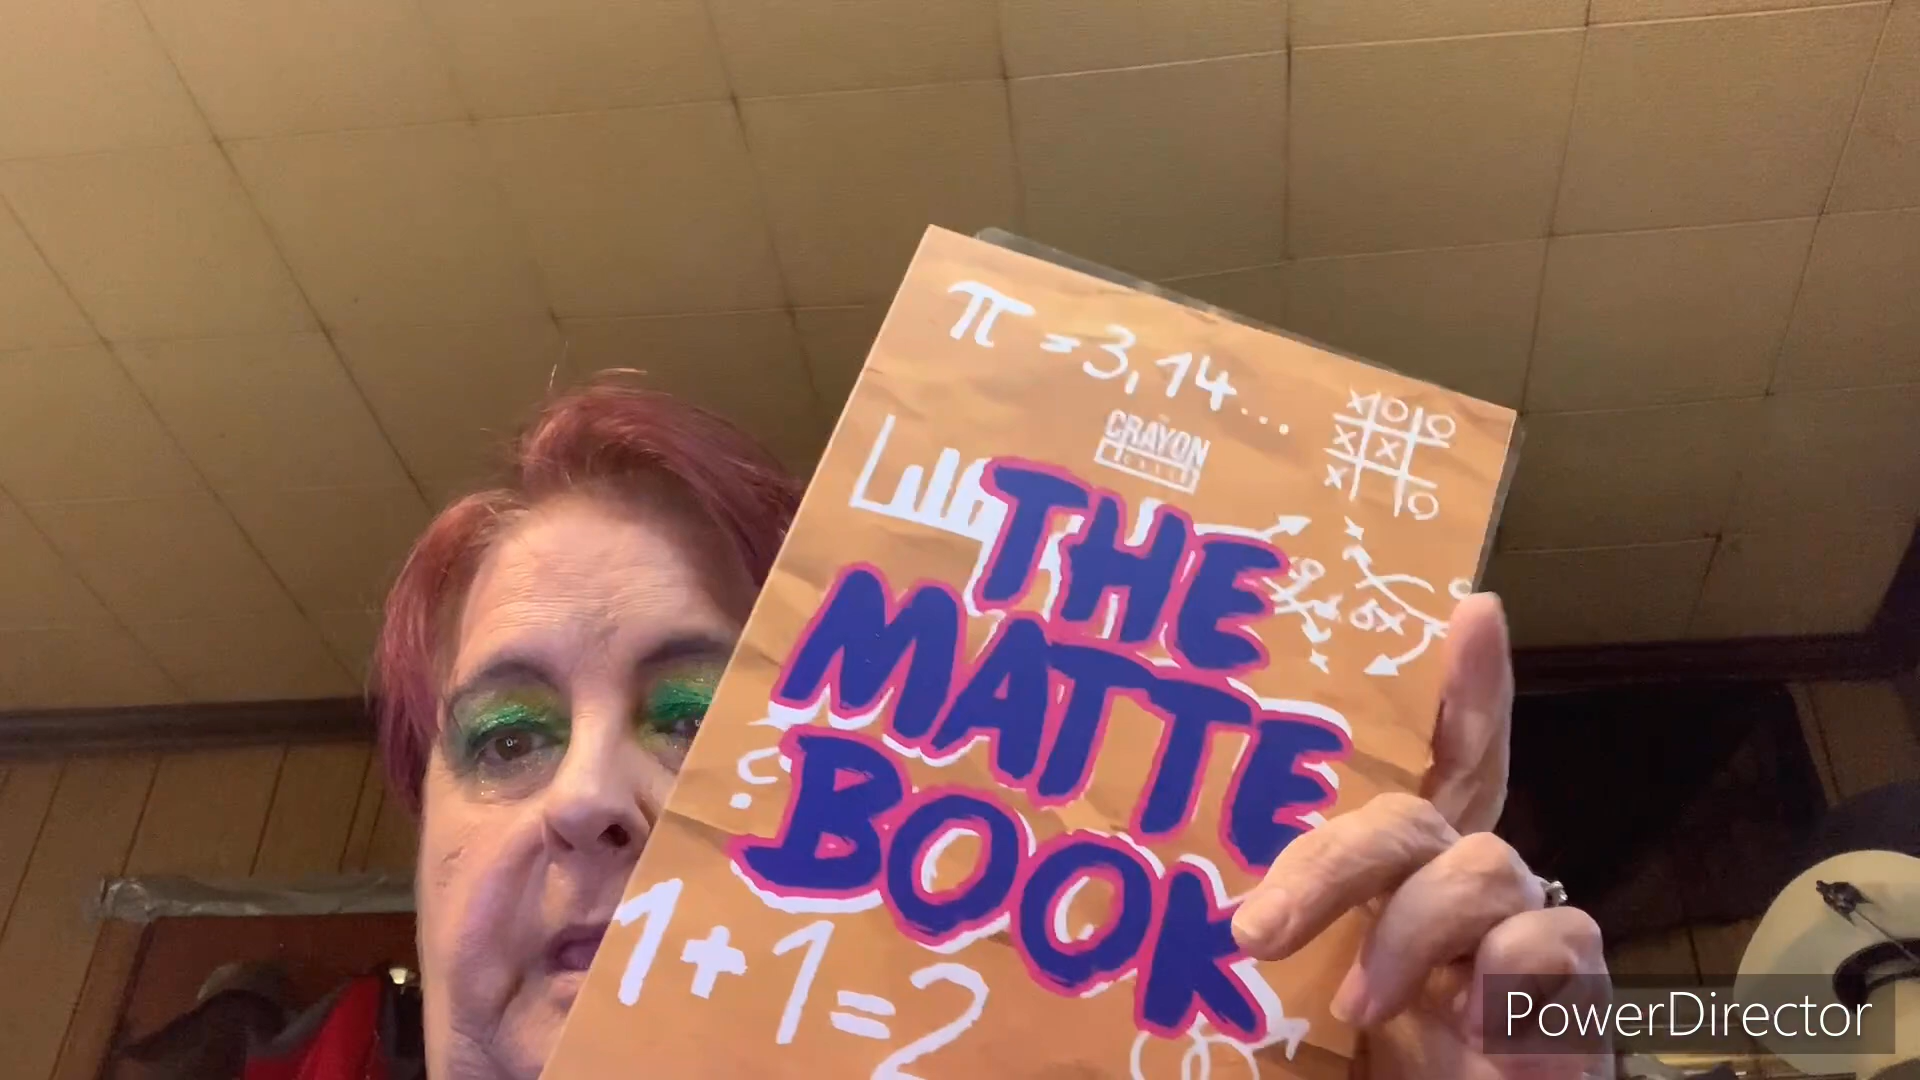 π = 3,14...
CRAYON
X O O
X X
X O
THE
MATTE
BOOK
1+1=2
PowerDirector